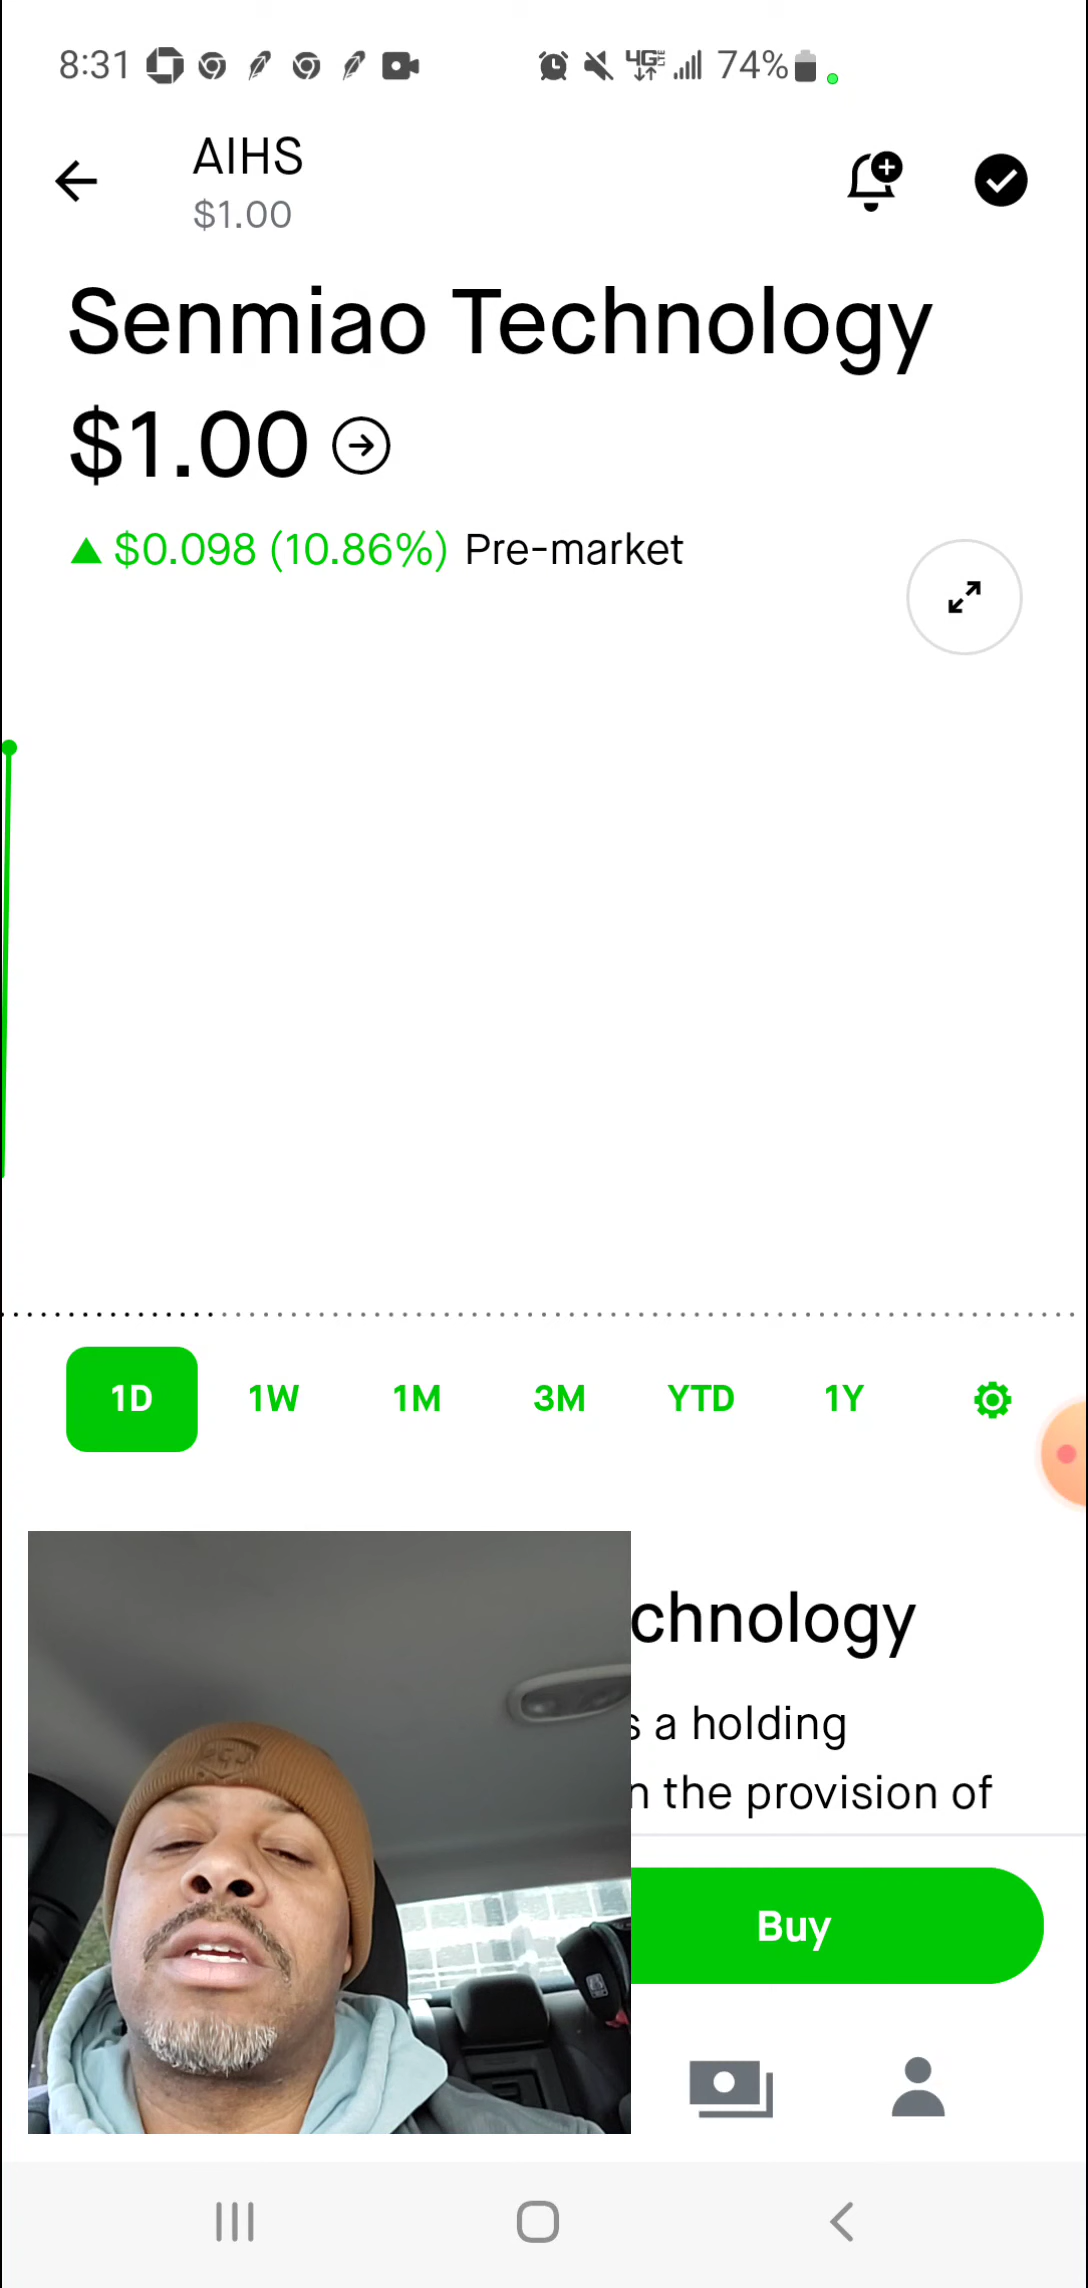 8:31 4G 74%
AIHS
$1.00
Senmiao Technology
$1.00
$0.098 (10.86%) Pre-market
1D 1W 1M 3M YTD 1Y
chnology
s a holding
n the provision of
Buy